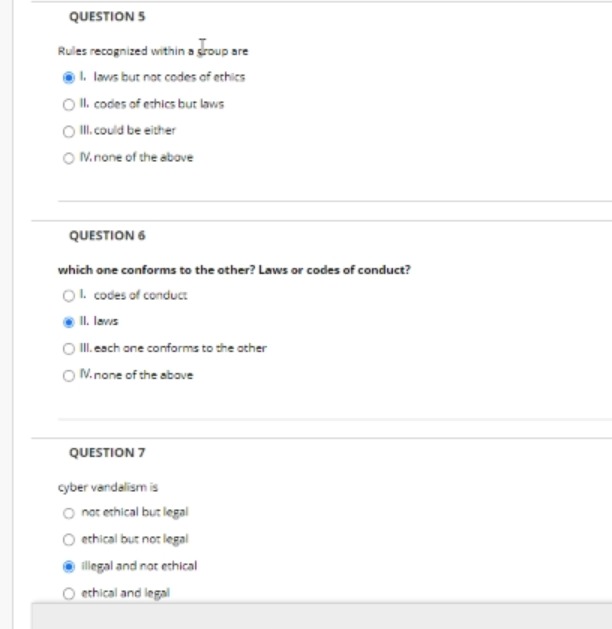 QUESTION 5
Rules recognized within a group are
I. laws but not codes of ethics
II. codes of ethics but laws
III. could be either
IV. none of the above
QUESTION 6
which one conforms to the other? Laws or codes of conduct?
I. codes of conduct
II. laws
III. each one conforms to the other
IV. none of the above
QUESTION 7
cyber vandalism is
not ethical but legal
ethical but not legal
illegal and not ethical
ethical and legal